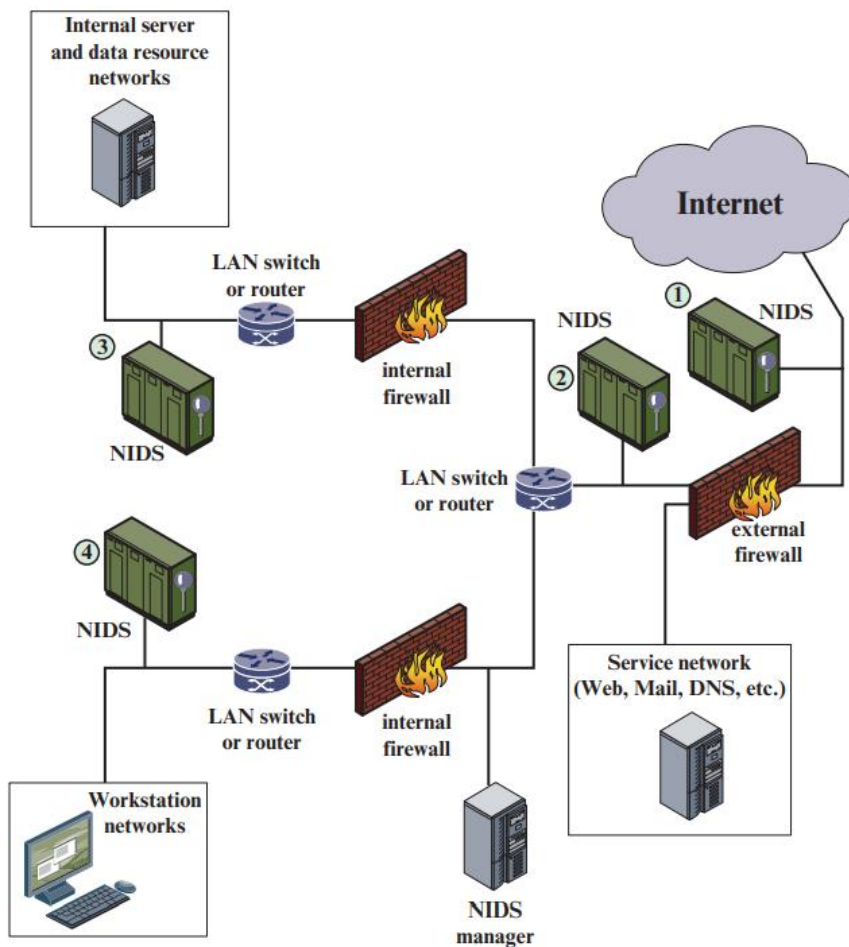 Internal server
and data resource
networks
Internet
LAN switch
or router
1
NIDS
NIDS
2
3
internal
firewall
NIDS
LAN switch
or router
external
firewall
4
NIDS
LAN switch
or router
internal
firewall
Service network
(Web, Mail, DNS, etc.)
Workstation
networks
NIDS
manager